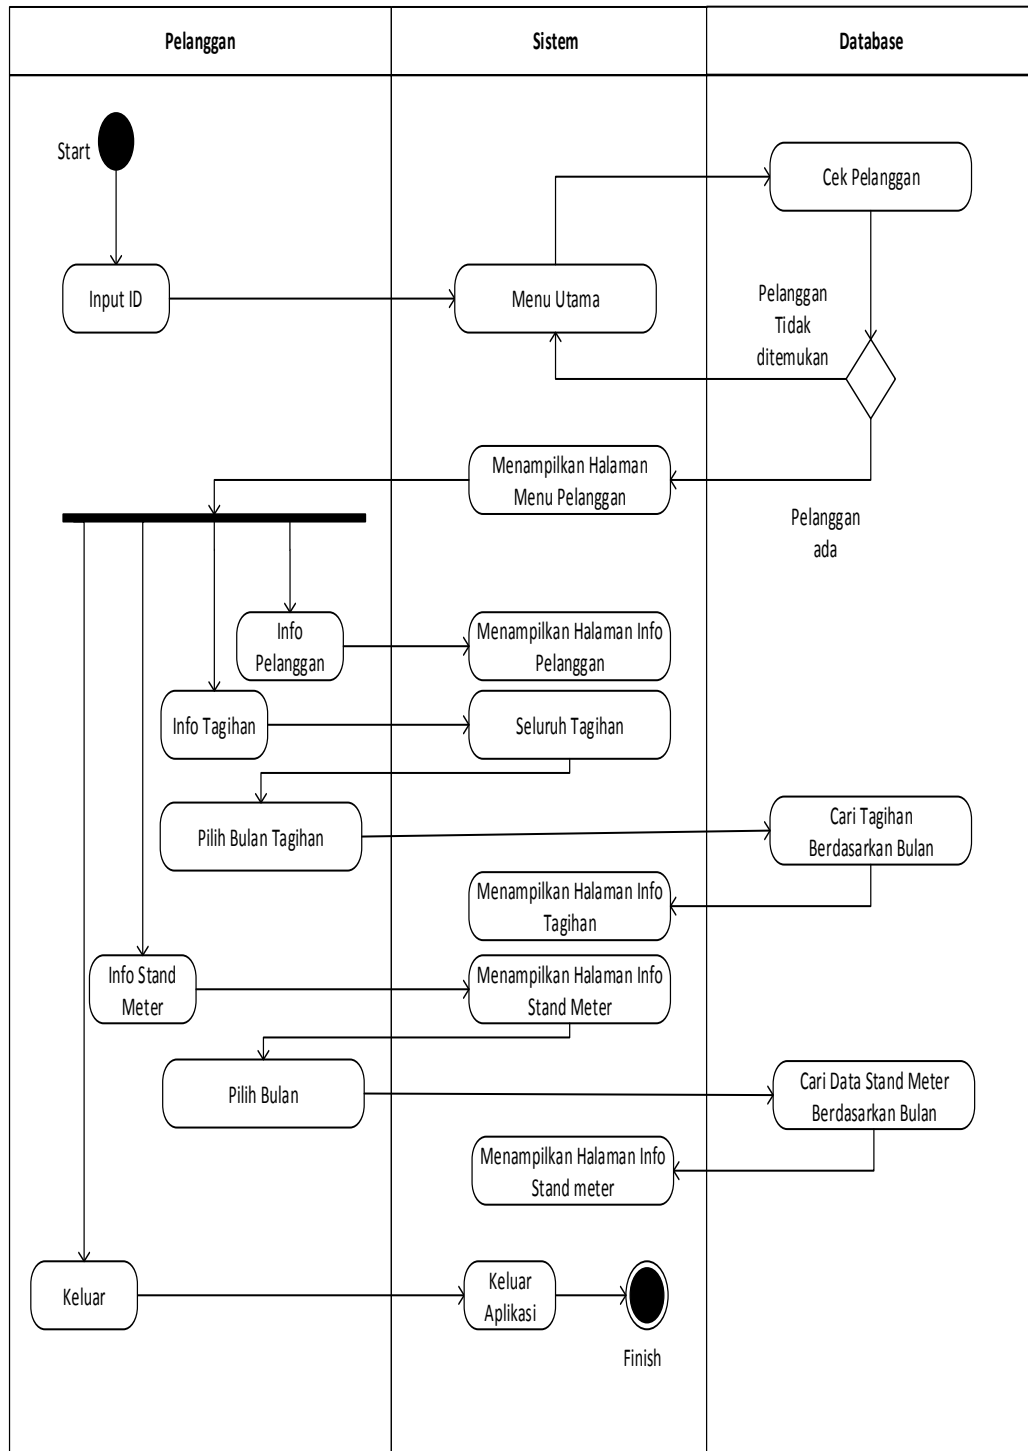 Pelanggan
Sistem
Database
Start
Cek Pelanggan
Input ID
Menu Utama
Pelanggan
Tidak
ditemukan
Menampilkan Halaman
Menu Pelanggan
Pelanggan
ada
Info
Pelanggan
Menampilkan Halaman Info
Pelanggan
Info Tagihan
Seluruh Tagihan
Pilih Bulan Tagihan
Cari Tagihan
Berdasarkan Bulan
Menampilkan Halaman Info
Tagihan
Info Stand
Meter
Menampilkan Halaman Info
Stand Meter
Pilih Bulan
Cari Data Stand Meter
Berdasarkan Bulan
Menampilkan Halaman Info
Stand meter
Keluar
Keluar
Aplikasi
Finish